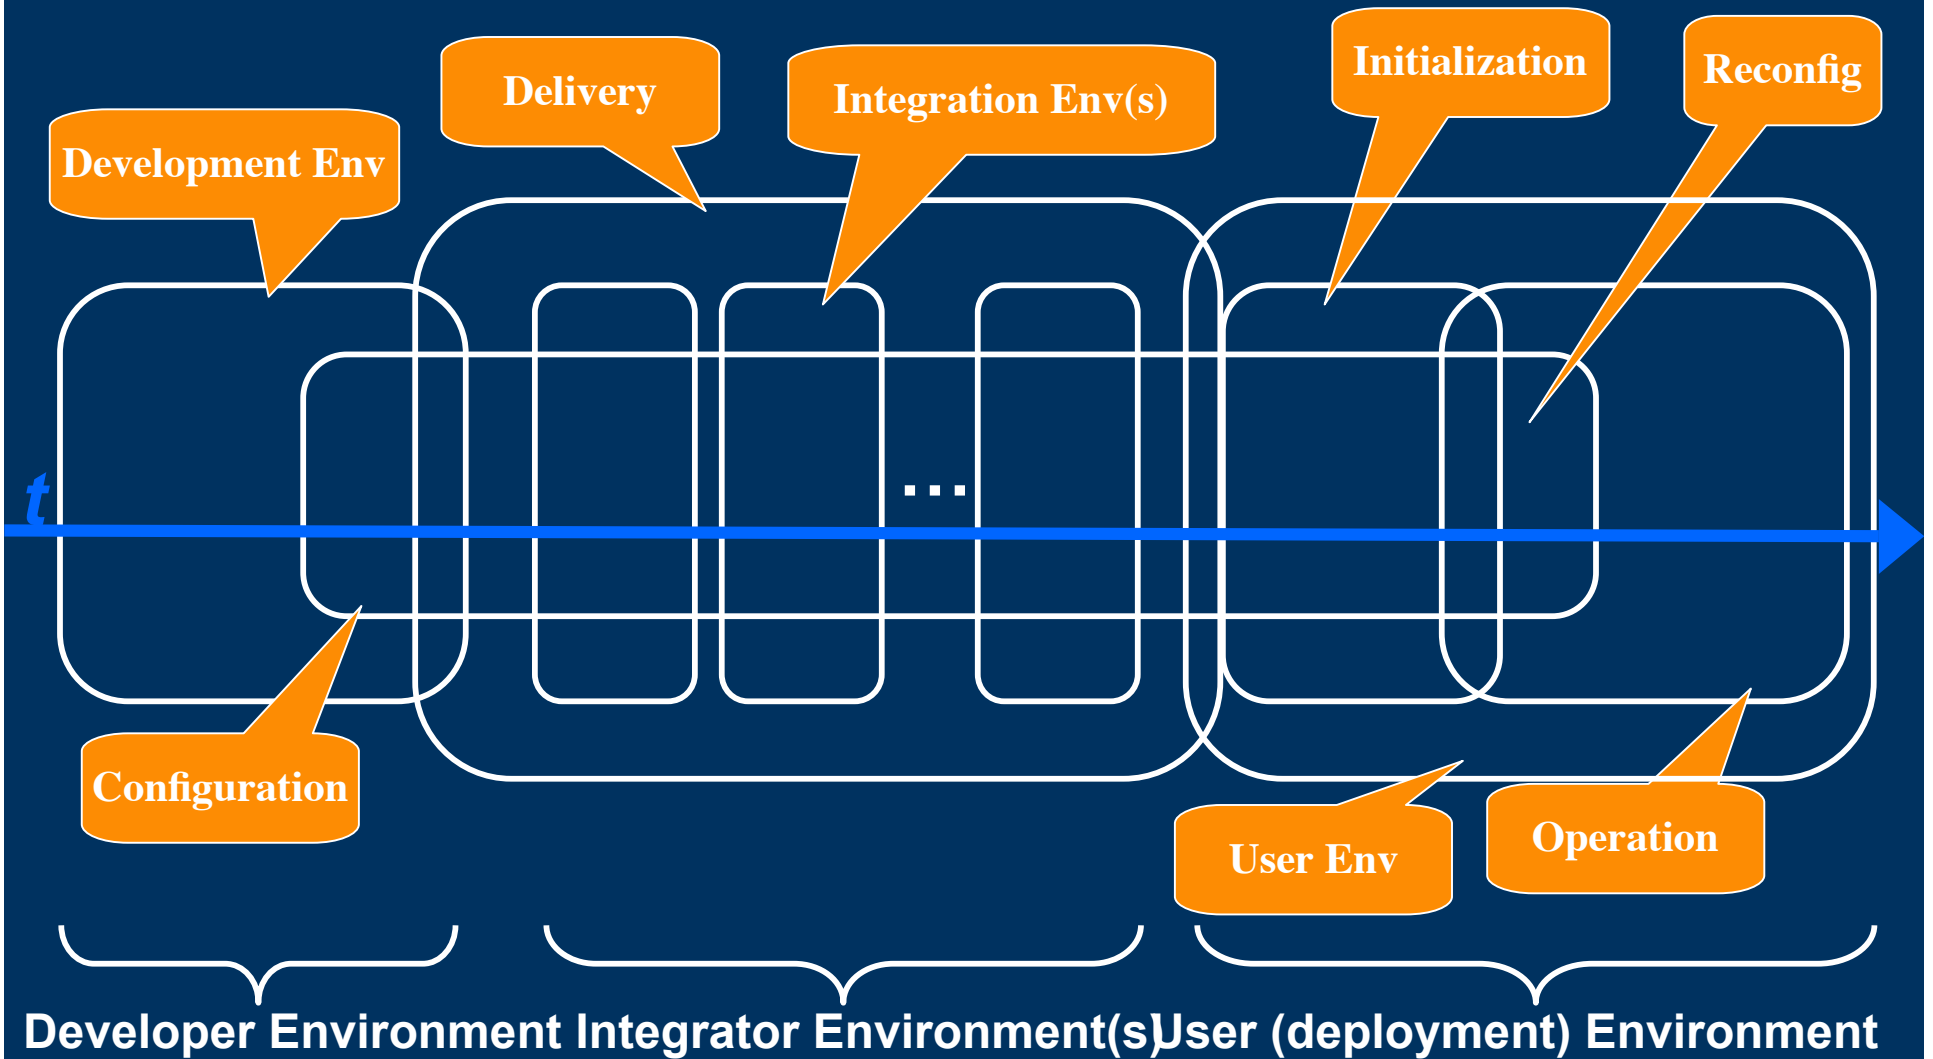 Initialization
Reconfig
Delivery
Integration Env(s)
Development Env
t
...
Configuration
Operation
User Env
Developer Environment Integrator Environment(s) User (deployment) Environment